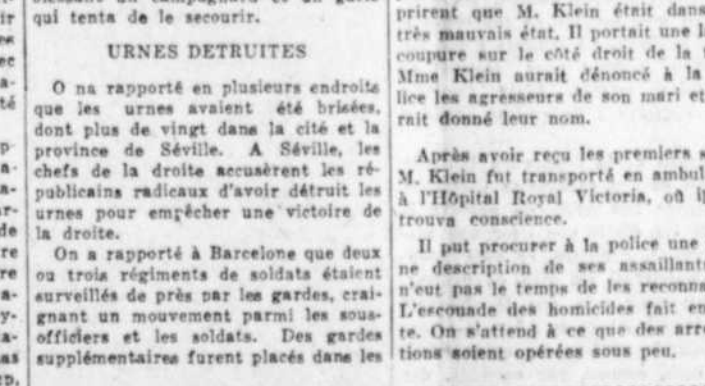 qui tenta de le secourir.
URNES DETRUITES
O na rapporté en plusieurs endroits
que les urnes avaient été brisées,
dont plus de vingt dans la cité et la
province de Séville. A Séville, les
chefs de la droite accusèrent les ré-
publicains radicaux d'avoir détruit les
urnes pour empêcher une victoire de
la droite.
On a rapporté à Barcelone que deux
ou trois régiments de soldats étaient
surveillés de près par les gardes, crai-
gnant un mouvement parmi les sous-
officiers et les soldats. Des gardes
supplémentaires furent placés dans les
prirent que M. Klein était dans
très mauvais état. Il portait une
coupure sur le côté droit de la
Mme Klein aurait dénoncé à la
lice les agresseurs de son mari et
rait donné leur nom.
Après avoir reçu les premiers
M. Klein fut transporté en ambul
à l'Hôpital Royal Victoria, où
trouva conscience.
Il put procurer à la police une
ne description de ses assaillants
n'eut pas le temps de les reconna
L'escouade des homicides fait en
te. On s'attend à ce que des arre
tions soient opérées sous peu.